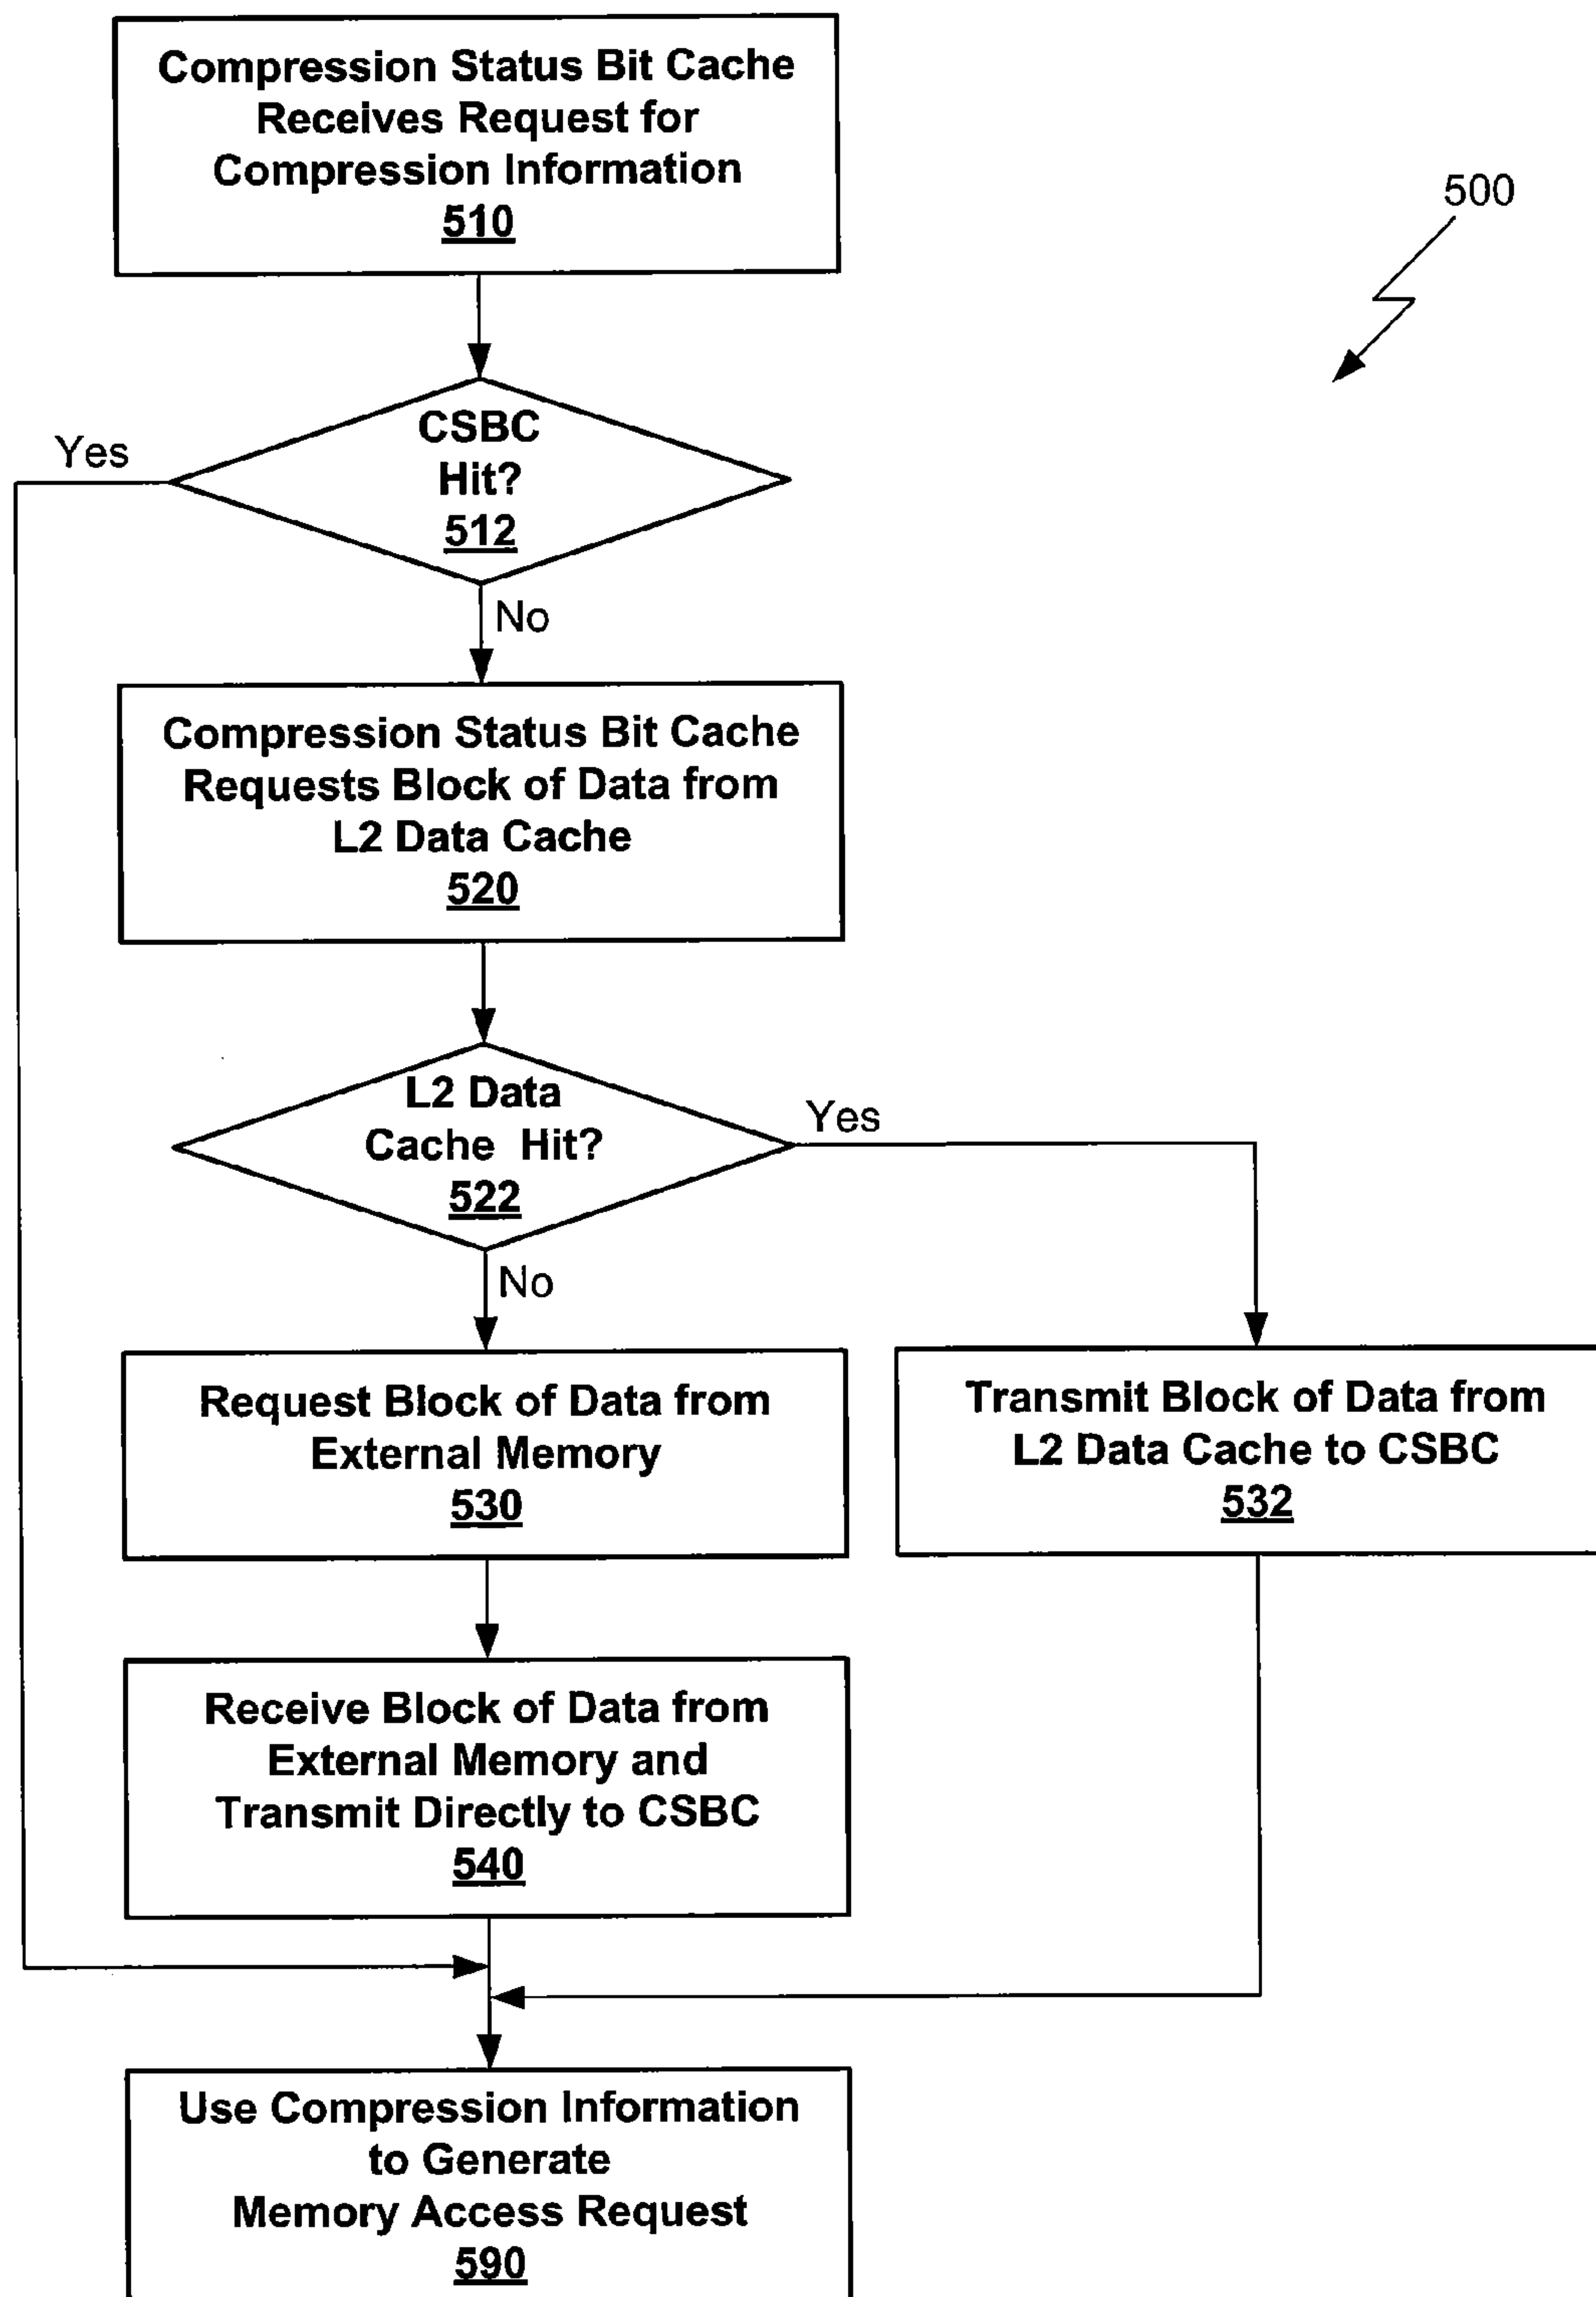 Compression Status Bit Cache
Receives Request for
Compression Information
510
500
CSBC
Hit?
512
Yes
No
Compression Status Bit Cache
Requests Block of Data from
L2 Data Cache
520
L2 Data
Cache Hit?
522
Yes
No
Request Block of Data from
External Memory
530
Transmit Block of Data from
L2 Data Cache to CSBC
532
Receive Block of Data from
External Memory and
Transmit Directly to CSBC
540
Use Compression Information
to Generate
Memory Access Request
590